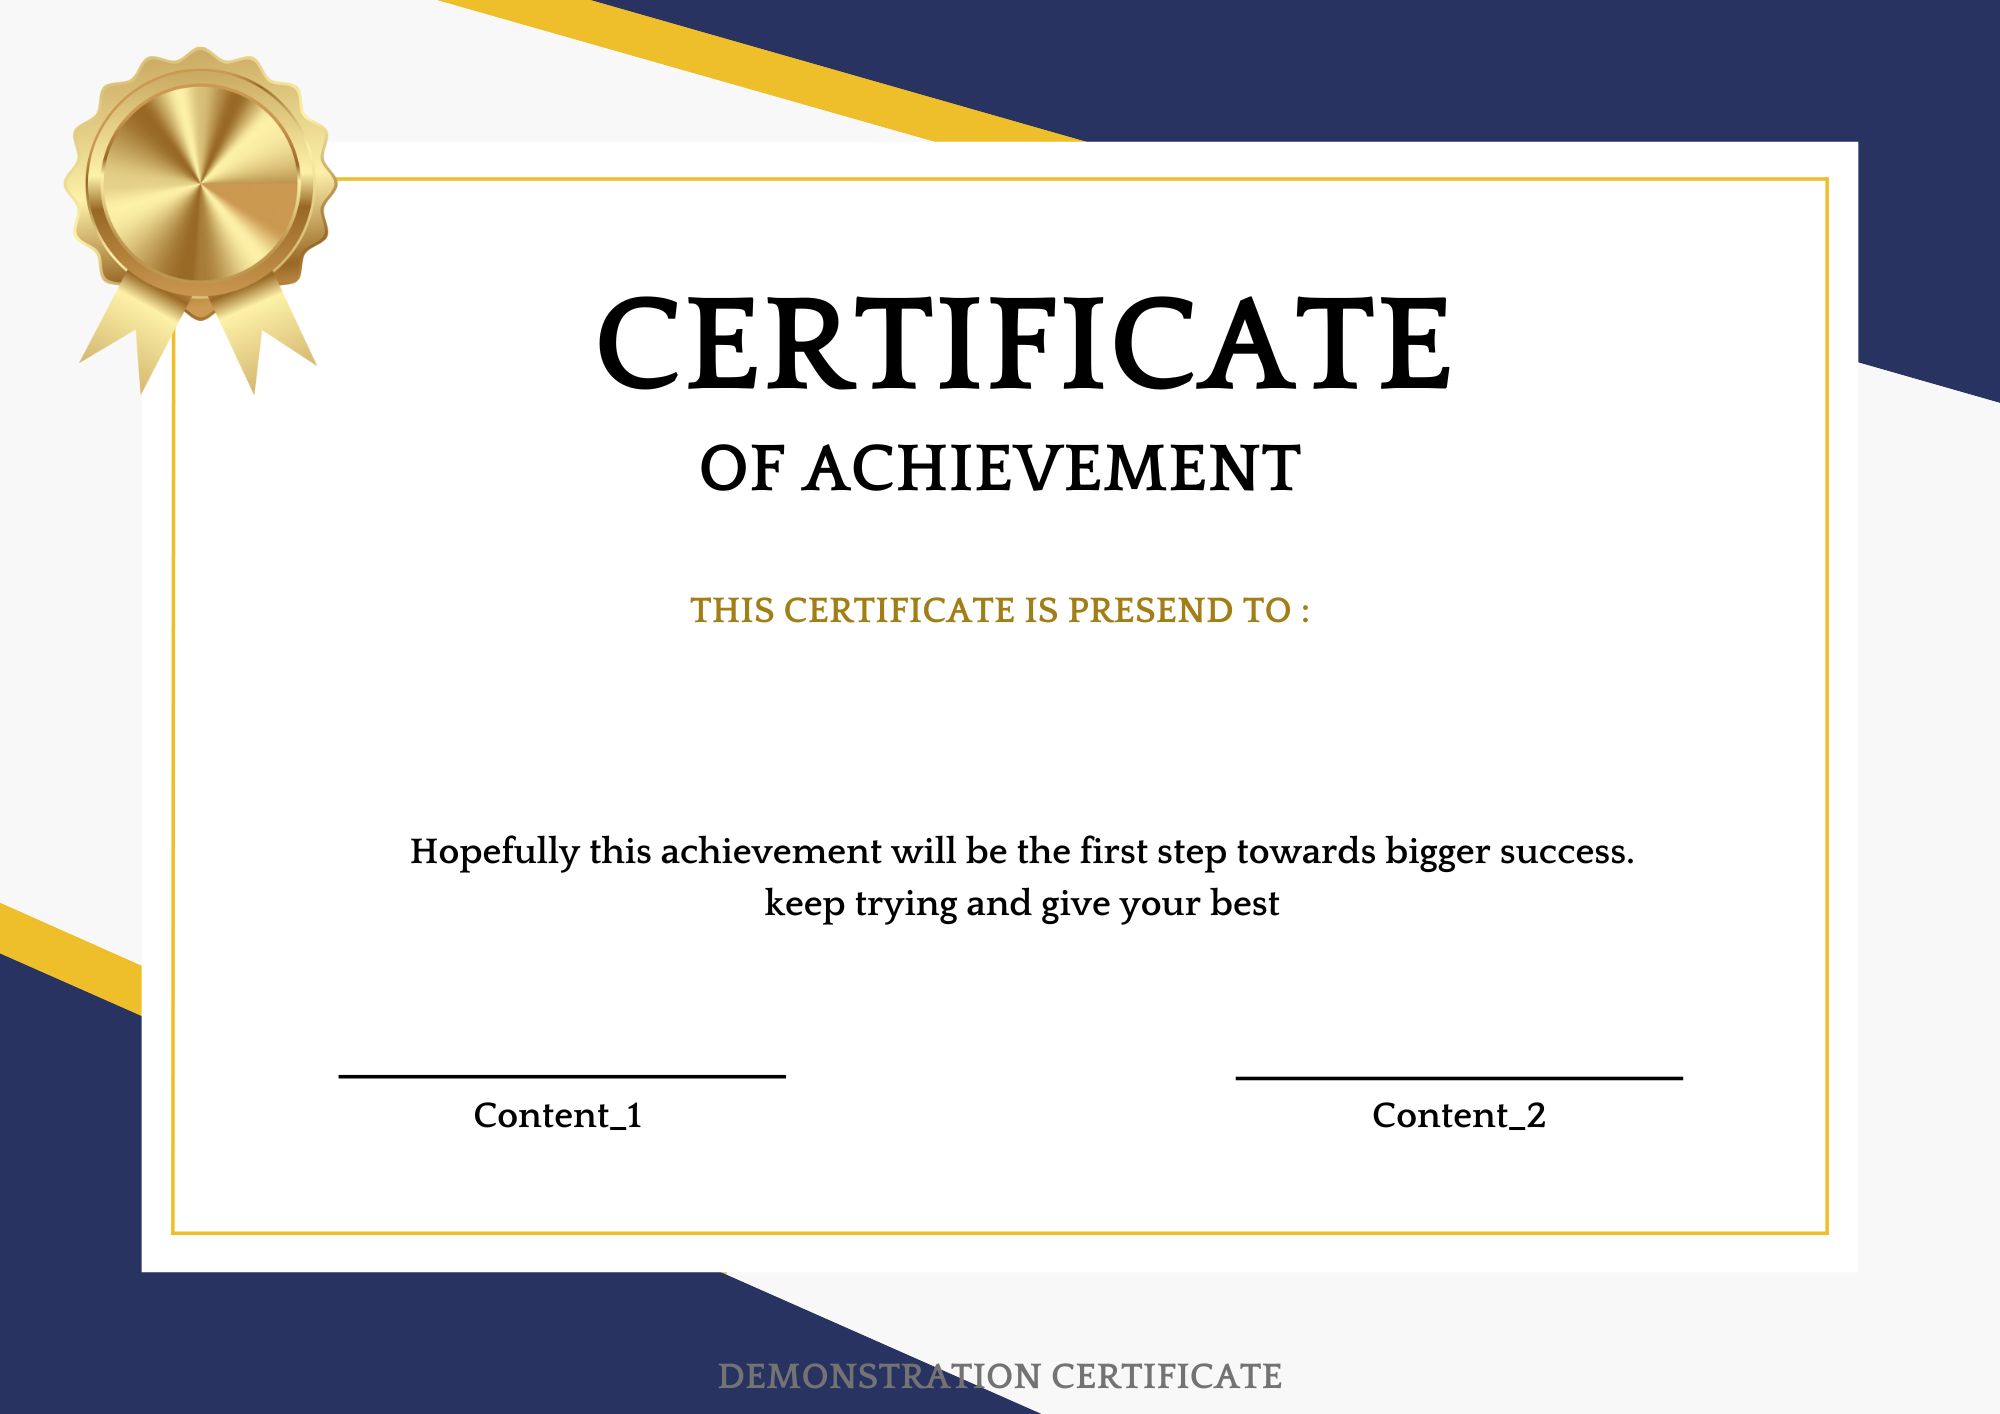 CERTIFICATE
OF ACHIEVEMENT
THIS CERTIFICATE IS PRESEND TO :
Hopefully this achievement will be the first step towards bigger success.
keep trying and give your best
Content_1
Content_2
DEMONSTRATION CERTIFICATE